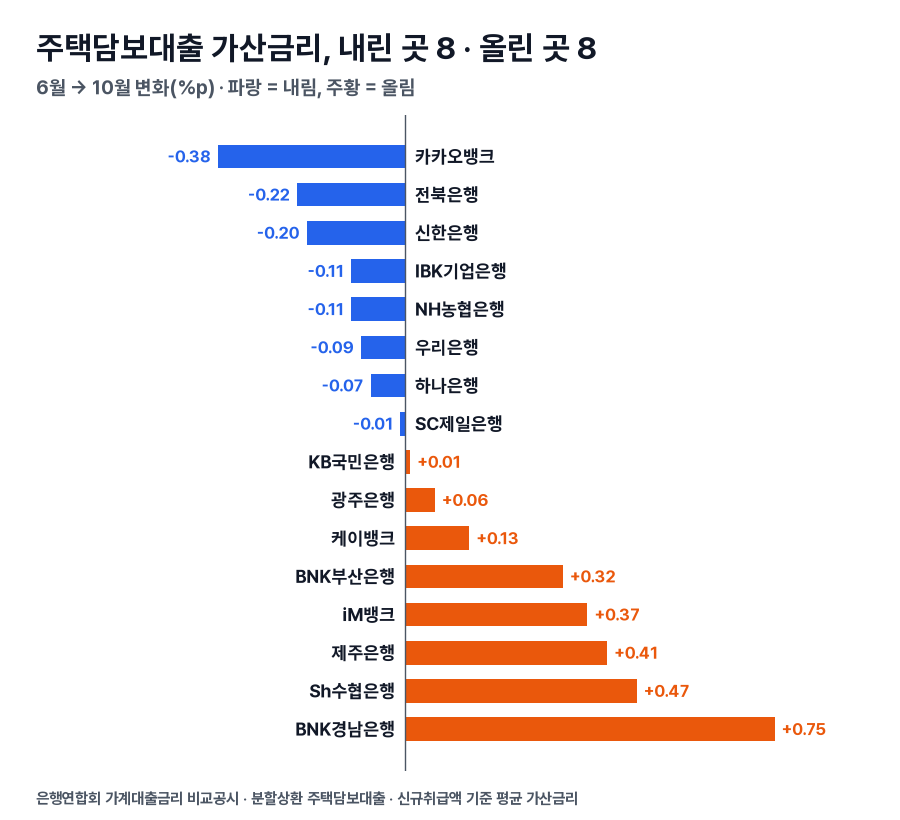 주택담보대출 가산금리, 내린 곳 8 · 올린 곳 8
6월 → 10월 변화(%p) · 파랑 = 내림, 주황 = 올림
-0.38 카카오뱅크
-0.22 전북은행
-0.20 신한은행
-0.11 IBK기업은행
-0.11 NH농협은행
-0.09 우리은행
-0.07 하나은행
-0.01 SC제일은행
KB국민은행 +0.01
광주은행 +0.06
케이뱅크 +0.13
BNK부산은행 +0.32
iM뱅크 +0.37
제주은행 +0.41
Sh수협은행 +0.47
BNK경남은행 +0.75
은행연합회 가계대출금리 비교공시 · 분할상환 주택담보대출 · 신규취급액 기준 평균 가산금리